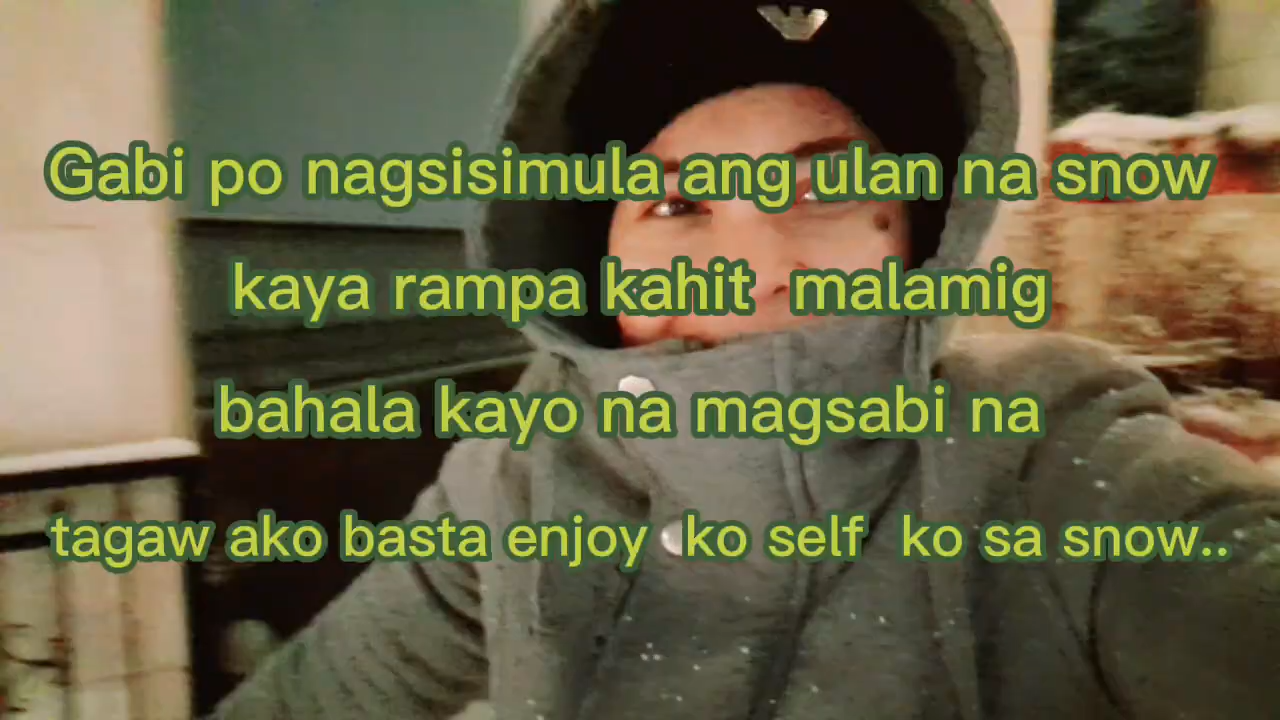 Gabi po nagsisimula ang ulan na snow
kaya rampa kahit malamig
bahala kayo na magsabi na
tagaw ako basta enjoy ko self ko sa snow..